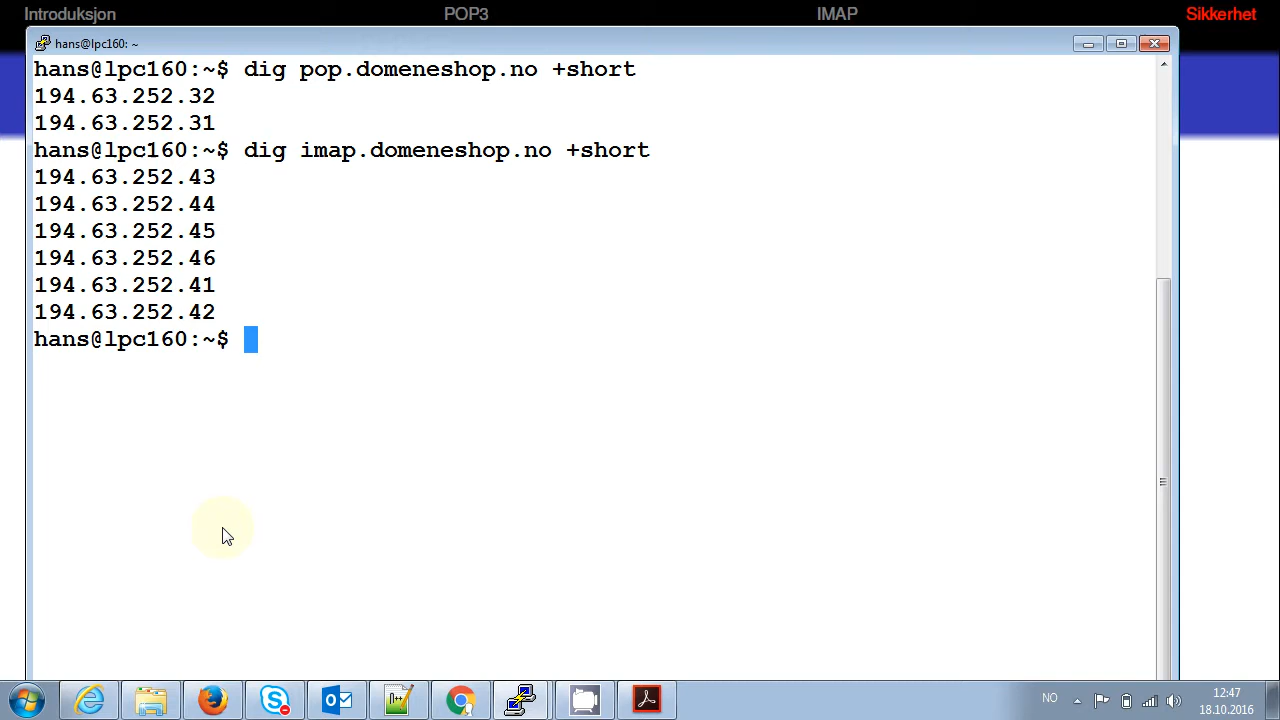 Introduksjon POP3 IMAP Sikkerhet
hans@lpc160: ~
hans@lpc160:~$ dig pop.domeneshop.no +short
194.63.252.32
194.63.252.31
hans@lpc160:~$ dig imap.domeneshop.no +short
194.63.252.43
194.63.252.44
194.63.252.45
194.63.252.46
194.63.252.41
194.63.252.42
hans@lpc160:~$
NO 12:47
18.10.2016